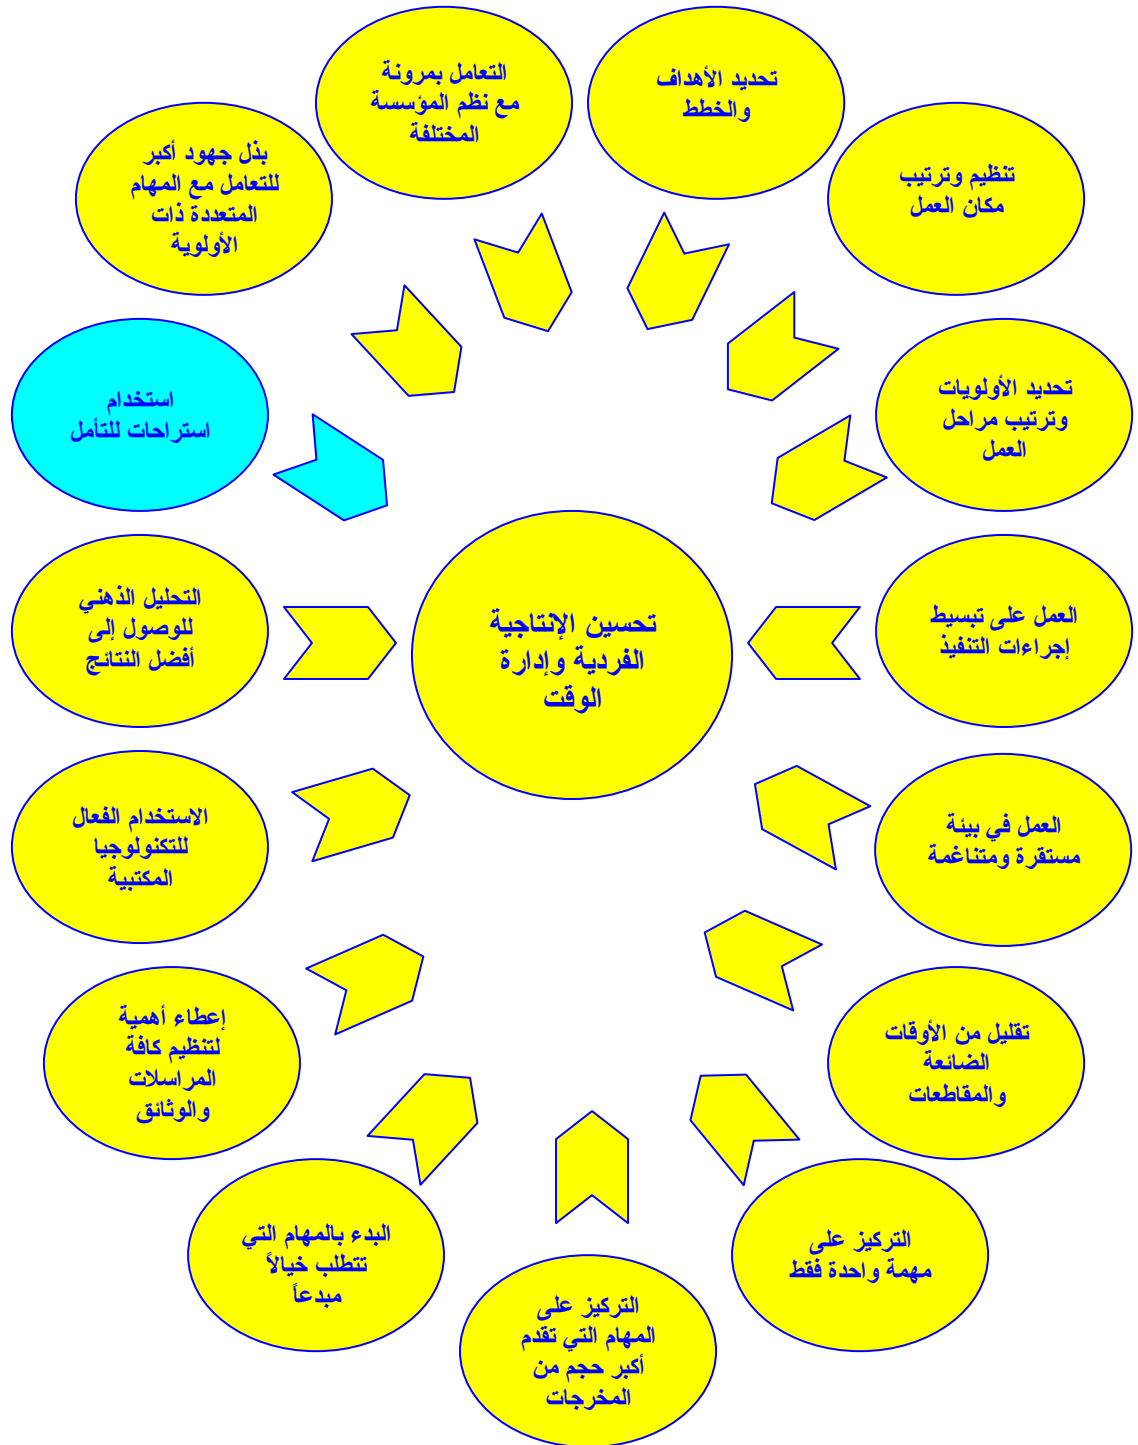 تحديد الأهداف
والخطط
تنظيم وترتيب
مكان العمل
تحديد الأولويات
وترتيب مراحل
العمل
العمل على تبسيط
إجراءات التنفيذ
العمل في بيئة
مستقرة ومتناغمة
تقليل من الأوقات
الضائعة
والمقاطعات
التركيز على
مهمة واحدة فقط
التركيز على
المهام التي تقدم
أكبر حجم من
المخرجات
البدء بالمهام التي
تتطلب خيالاً
مبدعاً
إعطاء أهمية
لتنظيم كافة
المراسلات
والوثائق
الاستخدام الفعال
للتكنولوجيا
المكتبية
التحليل الذهني
للوصول إلى
أفضل النتائج
استخدام
استراحات للتأمل
بذل جهود أكبر
للتعامل مع المهام
المتعددة ذات
الأولوية
التعامل بمرونة
مع نظم المؤسسة
المختلفة
تحسين الإنتاجية
الفردية وإدارة
الوقت